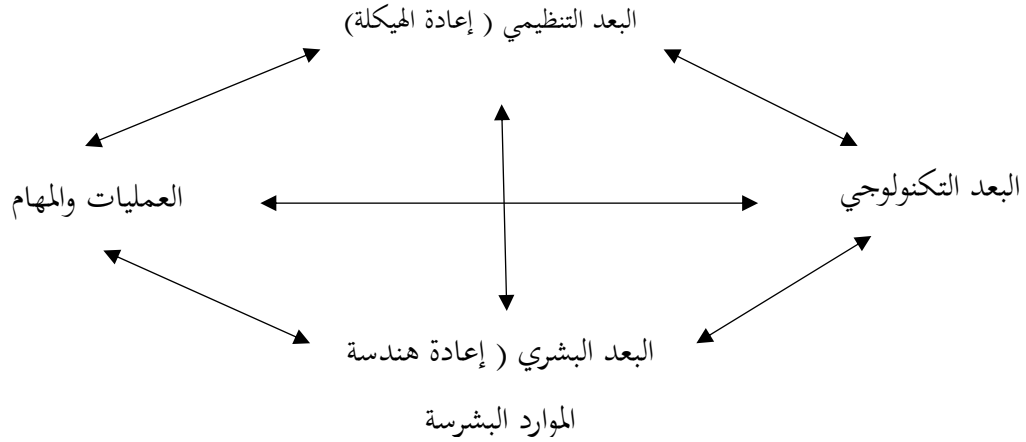 البعد التنظيمي ( إعادة الهيكلة)
البعد التكنولوجي
العمليات والمهام
البعد البشري ( إعادة هندسة
الموارد البشرسة